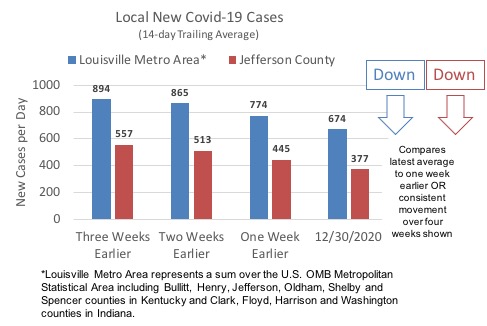 Local New Covid-19 Cases
(14-day Trailing Average)
Louisville Metro Area* Jefferson County
Down Down
New Cases per Day
1000
800
600
400
200
0
894 865 774 674
557 513 445 377
Three Weeks Earlier
Two Weeks Earlier
One Week Earlier
12/30/2020
Compares
latest average
to one week
earlier OR
consistent
movement
over four
weeks shown
*Louisville Metro Area represents a sum over the U.S. OMB Metropolitan
Statistical Area including Bullitt, Henry, Jefferson, Oldham, Shelby and
Spencer counties in Kentucky and Clark, Floyd, Harrison and Washington
counties in Indiana.